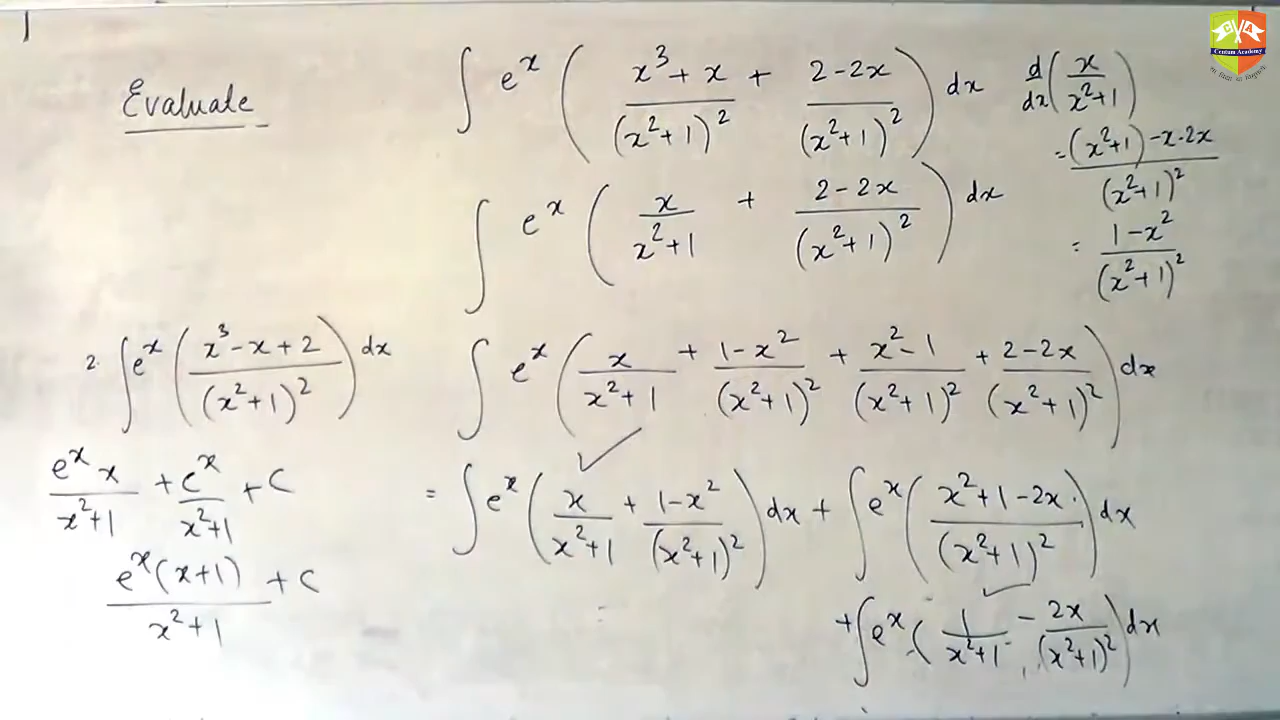 Evaluate
∫ e^x ( (x^3 + x)/(x^2+1)^2 + (2-2x)/(x^2+1)^2 ) dx
∫ e^x ( x/(x^2+1) + (2-2x)/(x^2+1)^2 ) dx
d/dx ( x/(x^2+1) )
= ((x^2+1) - x·2x)/(x^2+1)^2
= (1-x^2)/(x^2+1)^2
2. ∫ e^x ( (x^3 - x + 2)/(x^2+1)^2 ) dx
∫ e^x ( x/(x^2+1) + (1-x^2)/(x^2+1)^2 + (x^2-1)/(x^2+1)^2 + (2-2x)/(x^2+1)^2 ) dx
= ∫ e^x ( x/(x^2+1) + (1-x^2)/(x^2+1)^2 ) dx + ∫ e^x ( (x^2+1-2x)/(x^2+1)^2 ) dx
+ ∫ e^x ( 1/(x^2+1) - 2x/(x^2+1)^2 ) dx
e^x x/(x^2+1) + e^x/(x^2+1) + C
e^x (x+1)/(x^2+1) + C
C A
Centum Academy